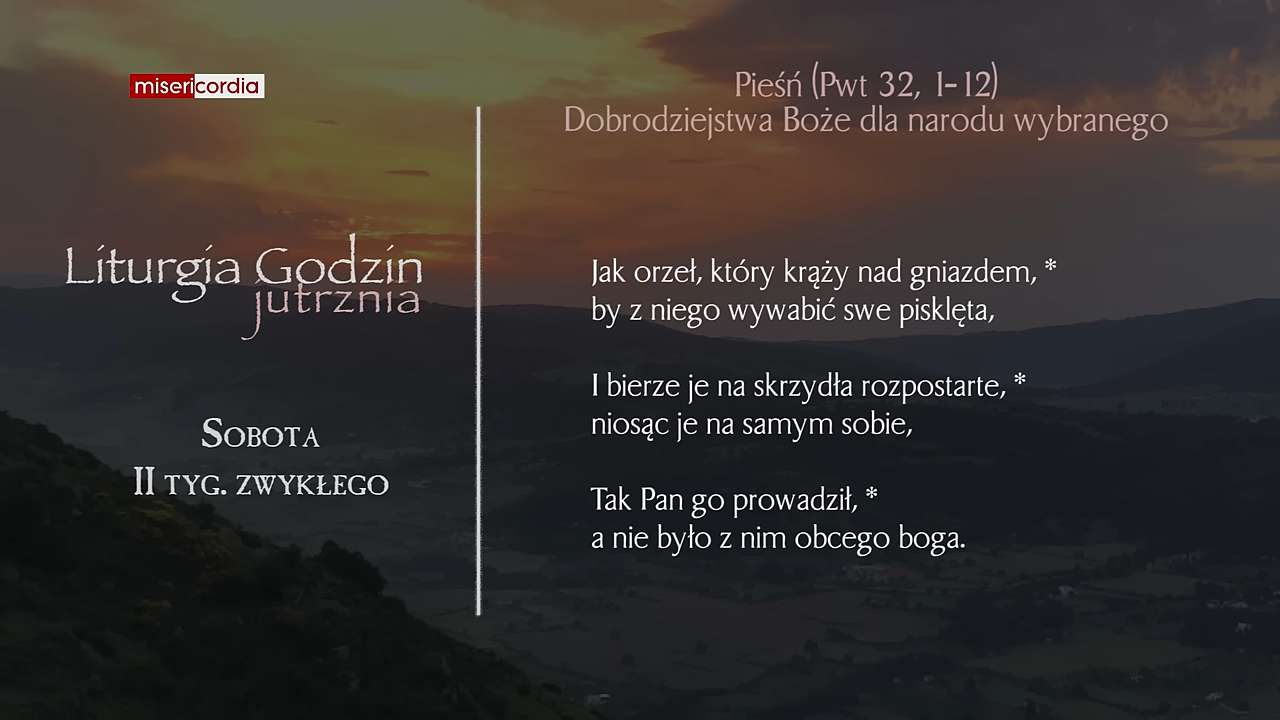 misericordia
Liturgia Godzin
jutrznia
Sobota
II tyg. zwykłego
Pieśń (Pwt 32, 1-12)
Dobrodziejstwa Boże dla narodu wybranego
Jak orzeł, który krąży nad gniazdem, *
by z niego wywabić swe pisklęta,
I bierze je na skrzydła rozpostarte, *
niosąc je na samym sobie,
Tak Pan go prowadził, *
a nie było z nim obcego boga.